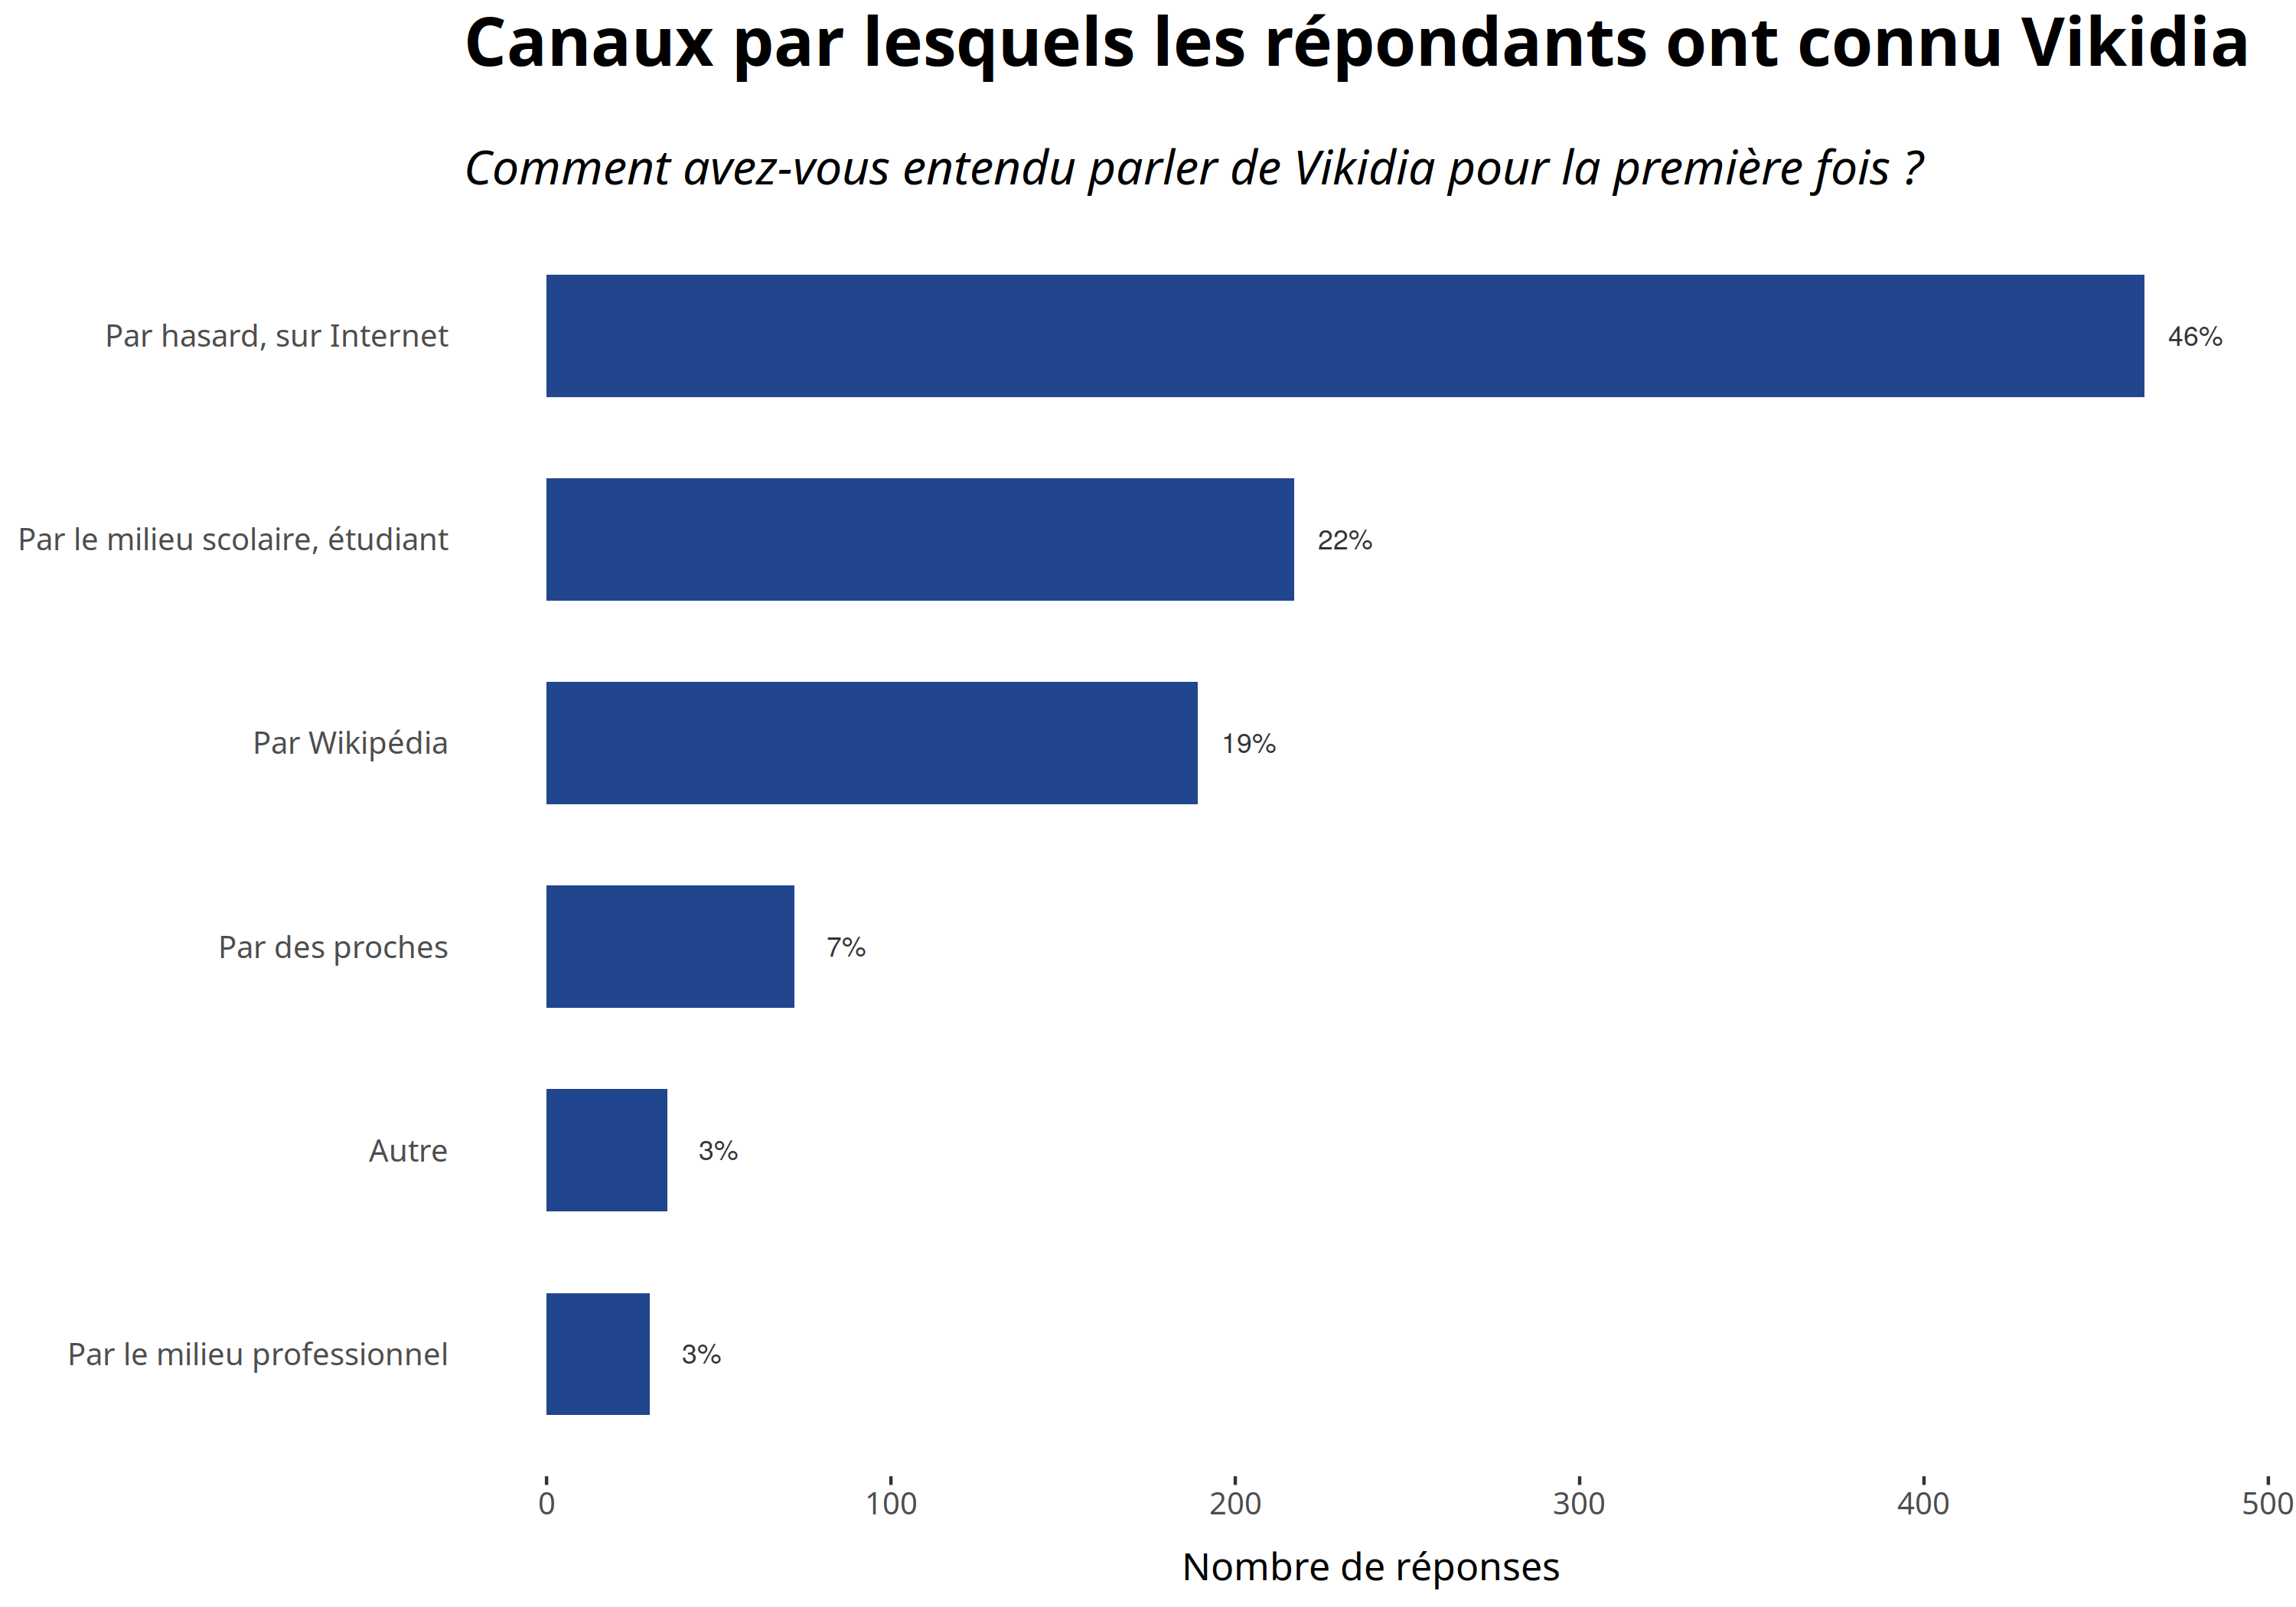 Canaux par lesquels les répondants ont connu Vikidia
Comment avez-vous entendu parler de Vikidia pour la première fois ?
Par hasard, sur Internet
46%
Par le milieu scolaire, étudiant
22%
Par Wikipédia
19%
Par des proches
7%
Autre
3%
Par le milieu professionnel
3%
0 100 200 300 400 500
Nombre de réponses